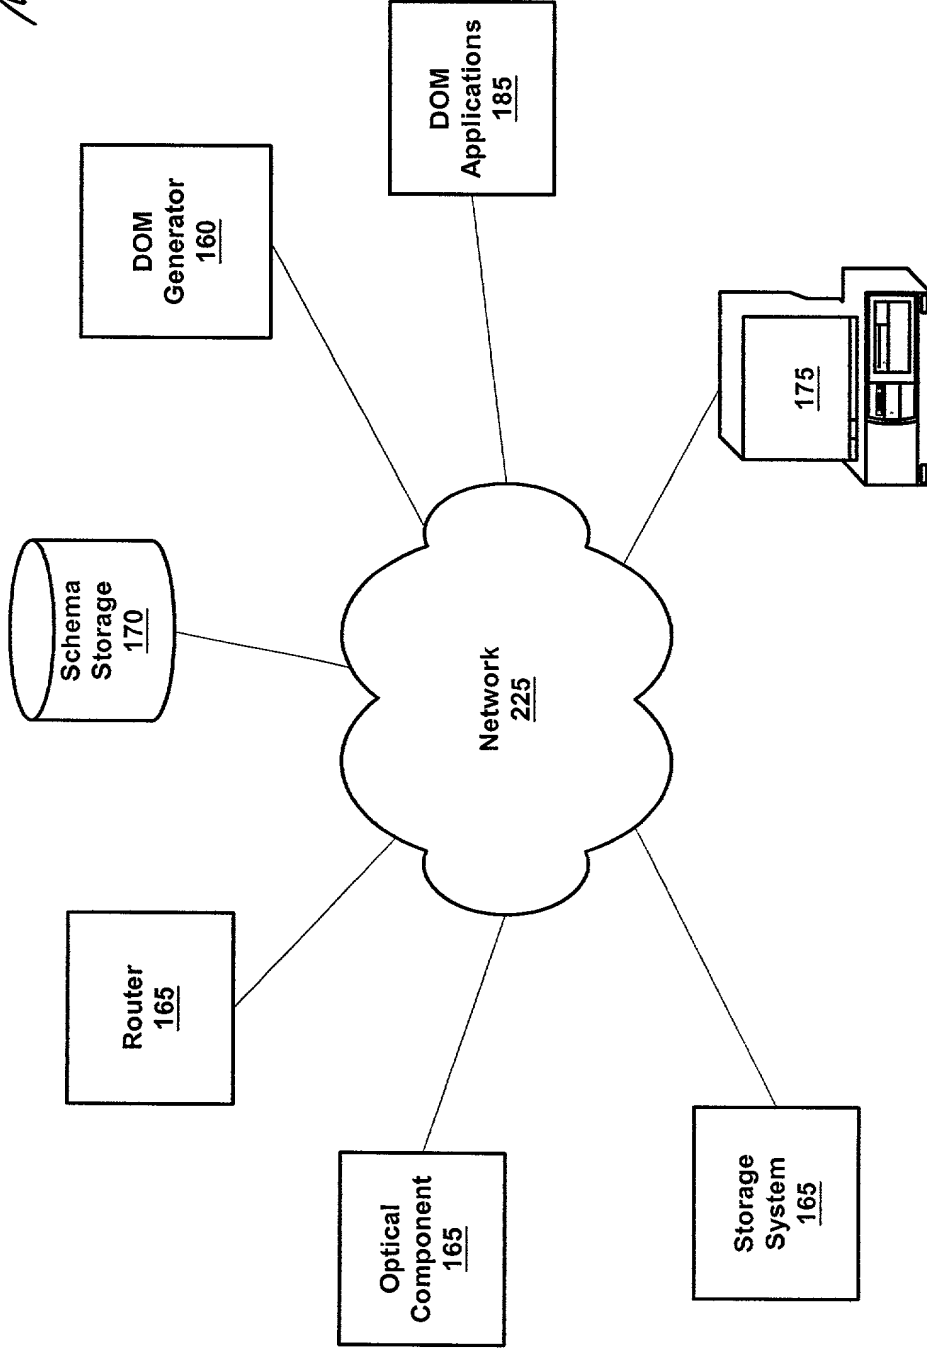 Router
165
Schema
Storage
170
DOM
Generator
160
Optical
Component
165
Network
225
DOM
Applications
185
Storage
System
165
175